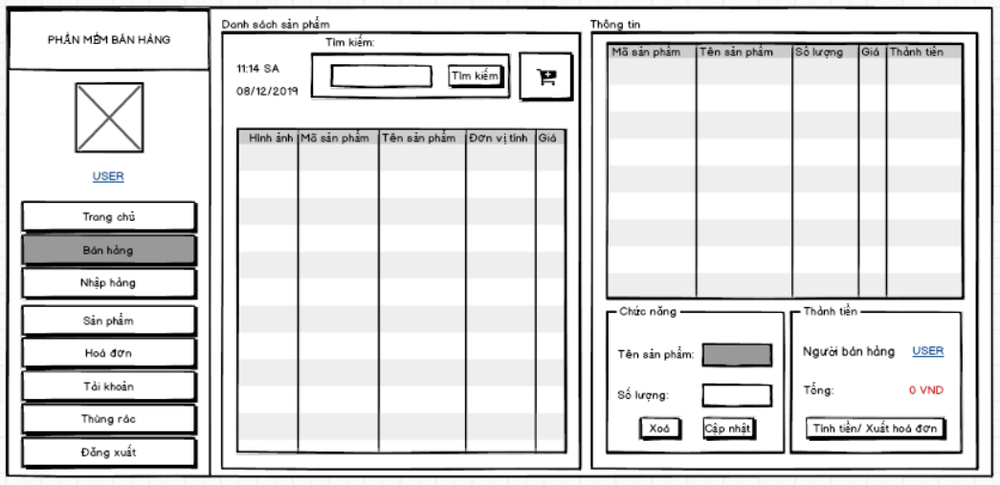 PHẦN MỀM BÁN HÀNG
USER
Trang chủ
Bán hàng
Nhập hàng
Sản phẩm
Hoá đơn
Tài khoản
Thùng rác
Đăng xuất
Danh sách sản phẩm
Tìm kiếm:
11:14 SA
08/12/2019
Tìm kiếm
Hình ảnh Mã sản phẩm Tên sản phẩm Đơn vị tính Giá
Thông tin
Mã sản phẩm Tên sản phẩm Số lượng Giá Thành tiền
Chức năng
Tên sản phẩm:
Số lượng:
Xoá Cập nhật
Thành tiền
Người bán hàng USER
Tổng: 0 VND
Tính tiền/ Xuất hoá đơn